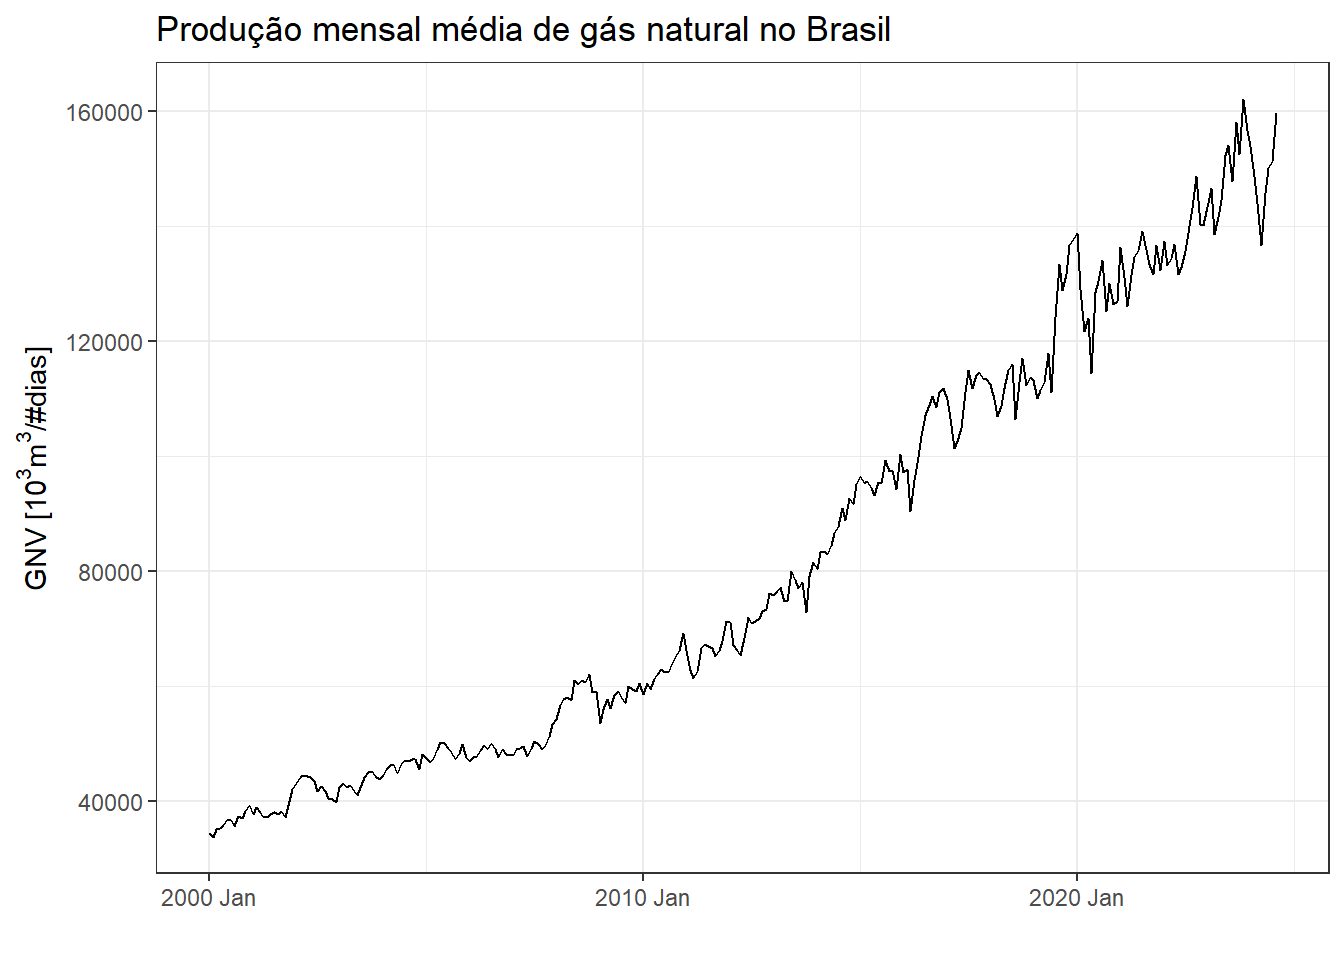 Produção mensal média de gás natural no Brasil
GNV [10³m³/#dias]
160000
120000
80000
40000
2000 Jan
2010 Jan
2020 Jan